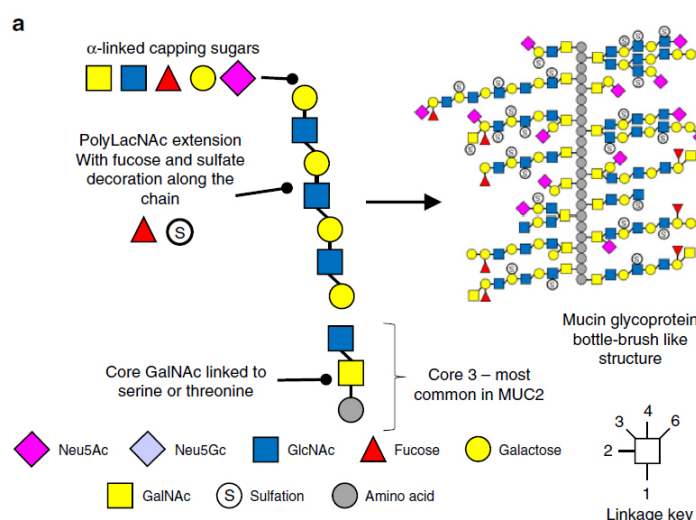 a
α-linked capping sugars
PolyLacNAc extension
With fucose and sulfate
decoration along the
chain
S
Core GalNAc linked to
serine or threonine
Core 3 – most
common in MUC2
Mucin glycoprotein
bottle-brush like
structure
Neu5Ac
Neu5Gc
GlcNAc
Fucose
Galactose
GalNAc
S
Sulfation
Amino acid
3
4
6
2
1
Linkage key